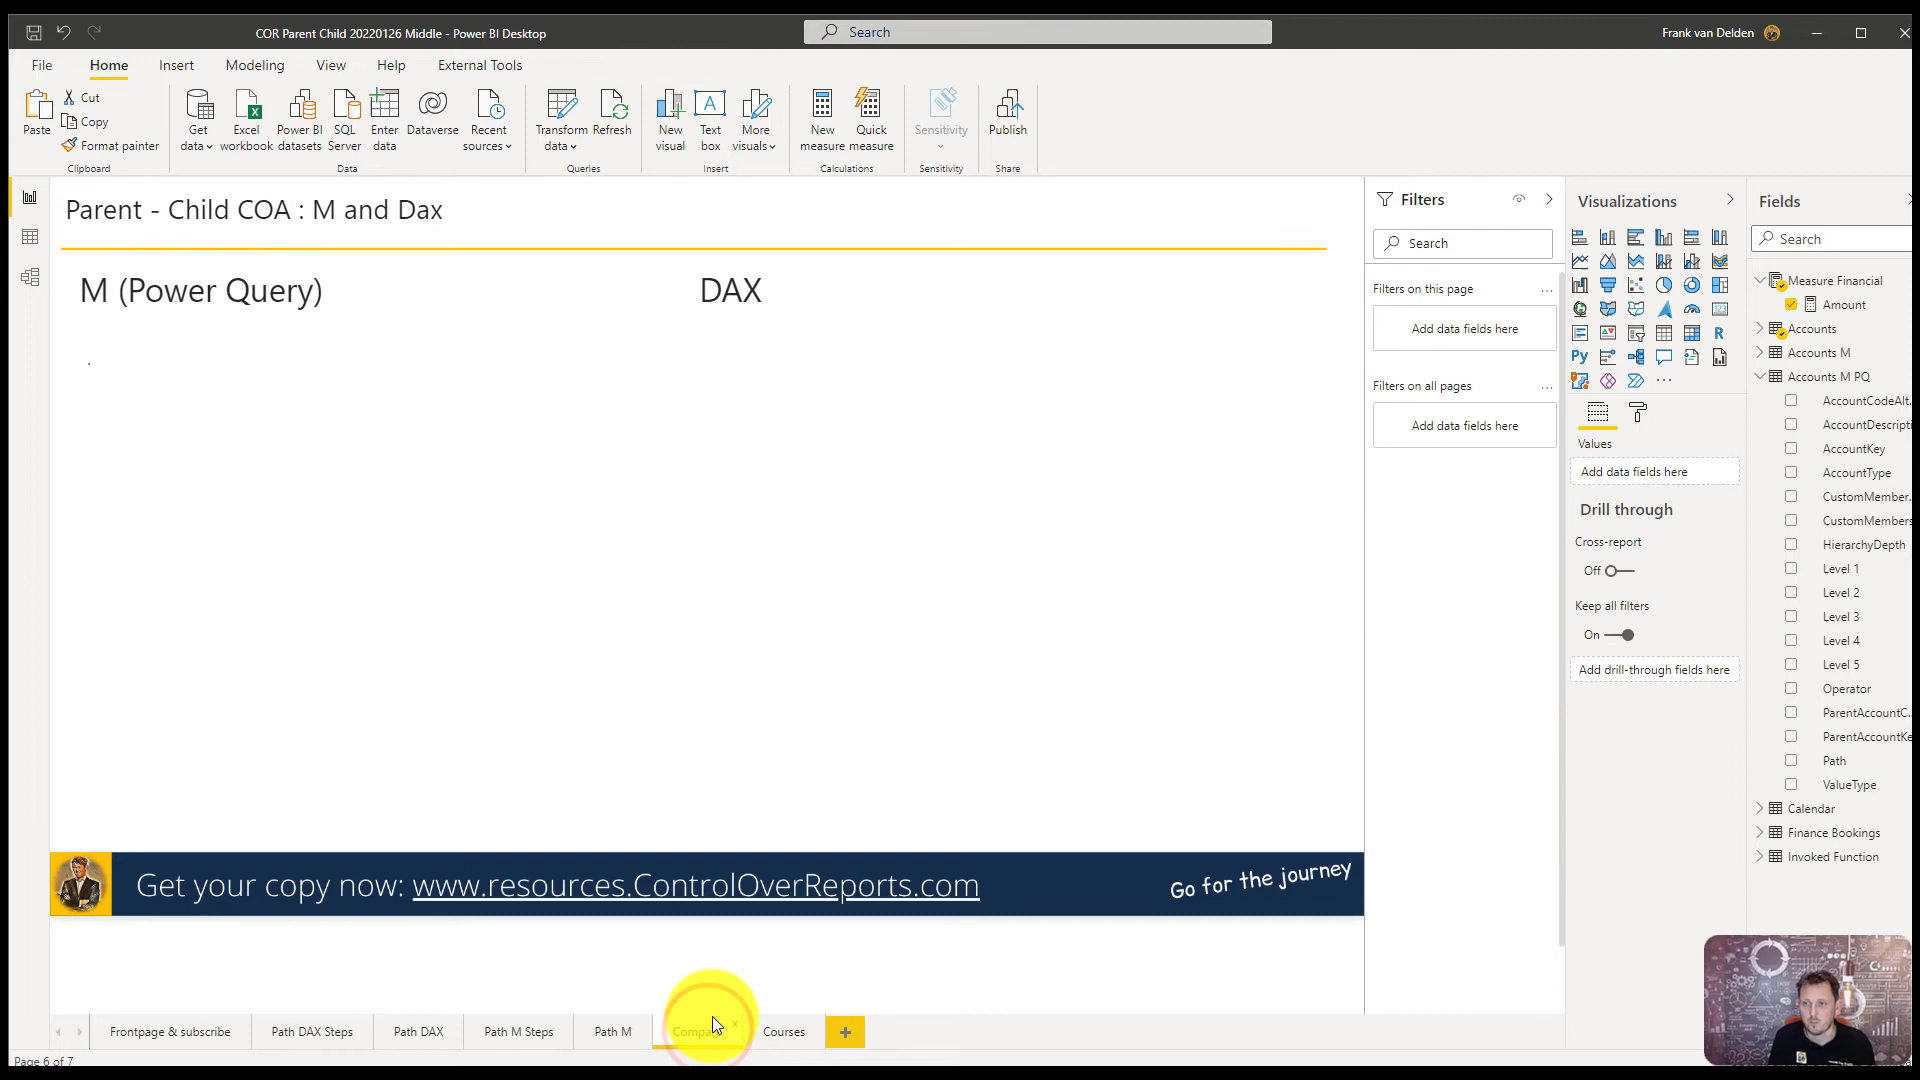 COR Parent Child 20220126 Middle - Power BI Desktop
Search
Frank van Delden
File
Home
Insert
Modeling
View
Help
External Tools
Paste
Cut
Copy
Format painter
Clipboard
Get data
Excel workbook
Power BI datasets
SQL Server
Enter data
Dataverse
Recent sources
Data
Transform data
Refresh
Queries
New visual
Text box
More visuals
Insert
New measure
Quick measure
Calculations
Sensitivity
Sensitivity
Publish
Share
Parent - Child COA : M and Dax
M (Power Query)
DAX
.
Get your copy now: www.resources.ControlOverReports.com
Go for the journey
Filters
Search
Filters on this page
...
Add data fields here
Filters on all pages
...
Add data fields here
Visualizations
R
Py
...
Values
Add data fields here
Drill through
Cross-report
Off
Keep all filters
On
Add drill-through fields here
Fields
Search
Measure Financial
Amount
Accounts
Accounts M
Accounts M PQ
AccountCodeAlt...
AccountDescripti
AccountKey
AccountType
CustomMember...
CustomMembers
HierarchyDepth
Level 1
Level 2
Level 3
Level 4
Level 5
Operator
ParentAccountC...
ParentAccountKe
Path
ValueType
Calendar
Finance Bookings
Invoked Function
Frontpage & subscribe
Path DAX Steps
Path DAX
Path M Steps
Path M
Courses
Page 6 of 7